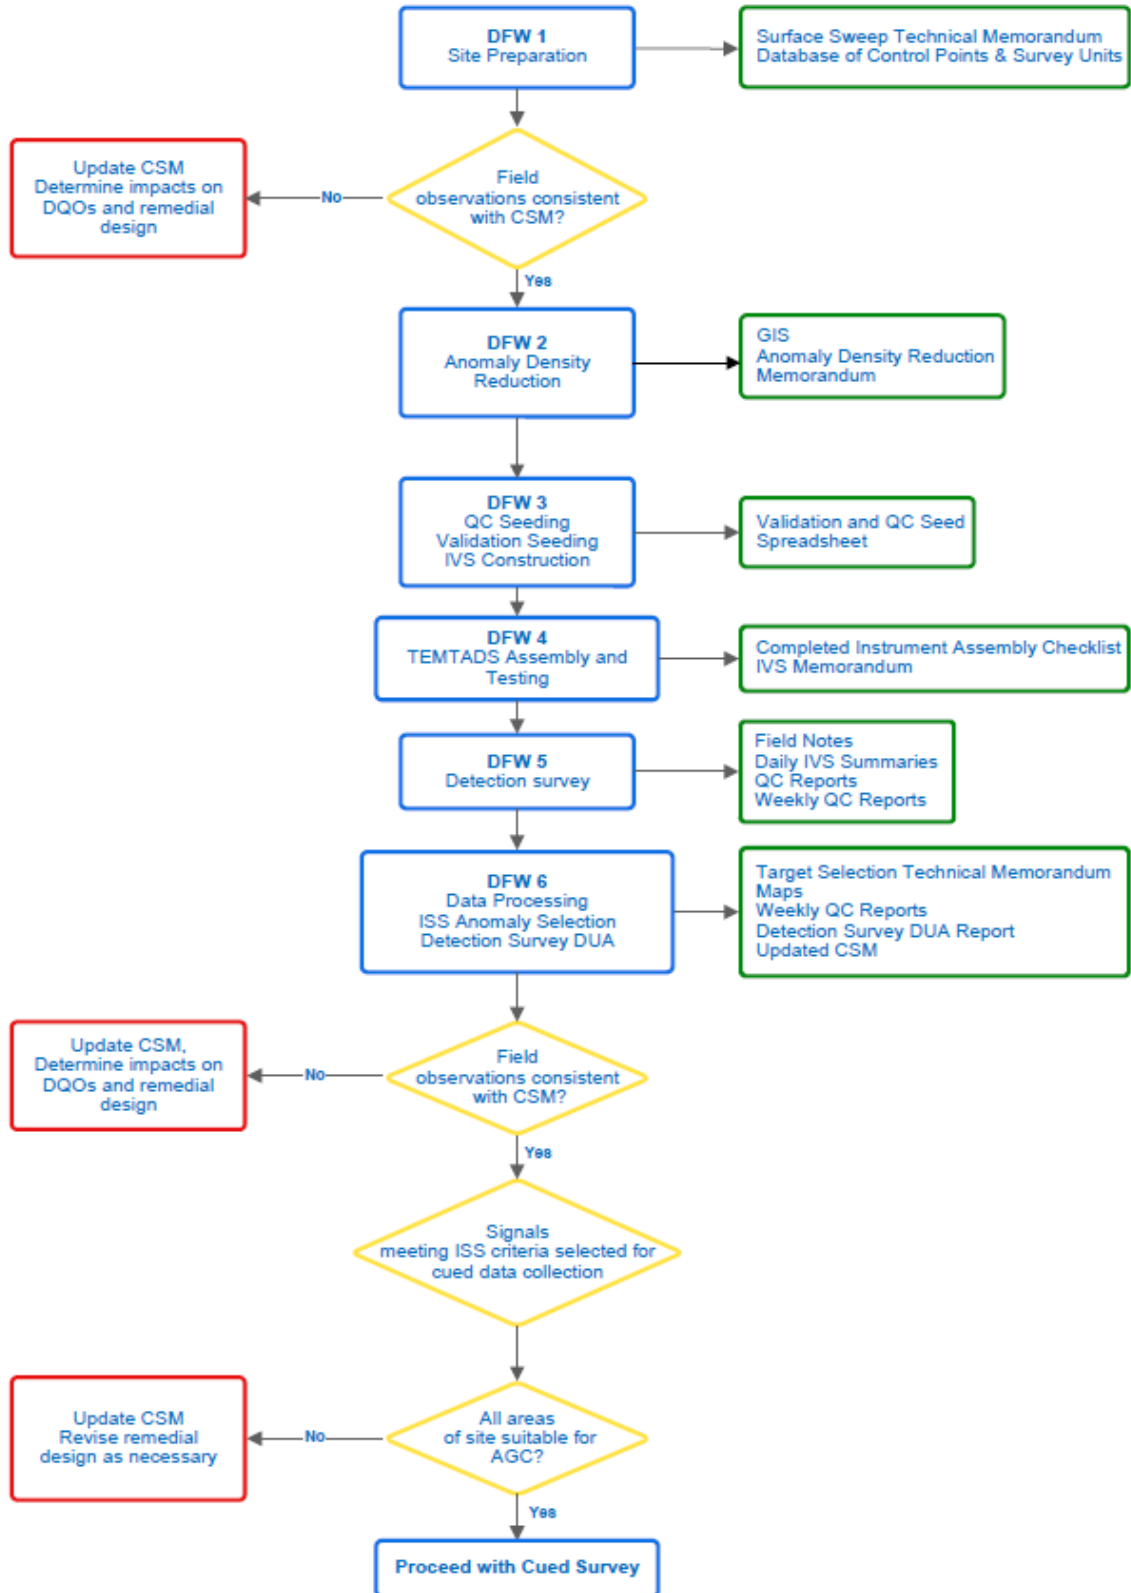 DFW 1
Site Preparation
Surface Sweep Technical Memorandum
Database of Control Points & Survey Units
Update CSM
Determine impacts on
DQOs and remedial
design
No
Field
observations consistent
with CSM?
Yes
DFW 2
Anomaly Density
Reduction
GIS
Anomaly Density Reduction
Memorandum
DFW 3
QC Seeding
Validation Seeding
IVS Construction
Validation and QC Seed
Spreadsheet
DFW 4
TEMTADS Assembly and
Testing
Completed Instrument Assembly Checklist
IVS Memorandum
DFW 5
Detection survey
Field Notes
Daily IVS Summaries
QC Reports
Weekly QC Reports
DFW 6
Data Processing
ISS Anomaly Selection
Detection Survey DUA
Target Selection Technical Memorandum
Maps
Weekly QC Reports
Detection Survey DUA Report
Updated CSM
Update CSM,
Determine impacts on
DQOs and remedial
design
No
Field
observations consistent
with CSM?
Yes
Signals
meeting ISS criteria selected for
cued data collection
Update CSM
Revise remedial
design as necessary
No
All areas
of site suitable for
AGC?
Yes
Proceed with Cued Survey